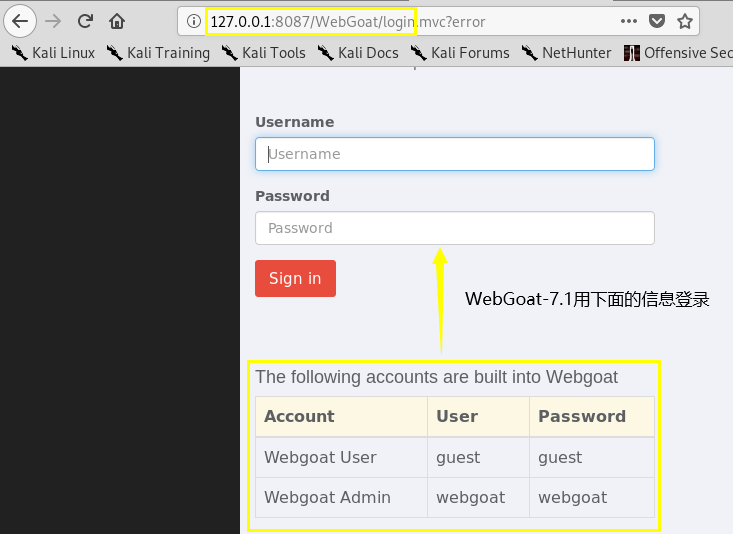 127.0.0.1:8087/WebGoat/login.mvc?error
Kali Linux Kali Training Kali Tools Kali Docs Kali Forums NetHunter Offensive Sec
Username
Username
Password
Password
Sign in
WebGoat-7.1用下面的信息登录
The following accounts are built into Webgoat
Account User Password
Webgoat User guest guest
Webgoat Admin webgoat webgoat